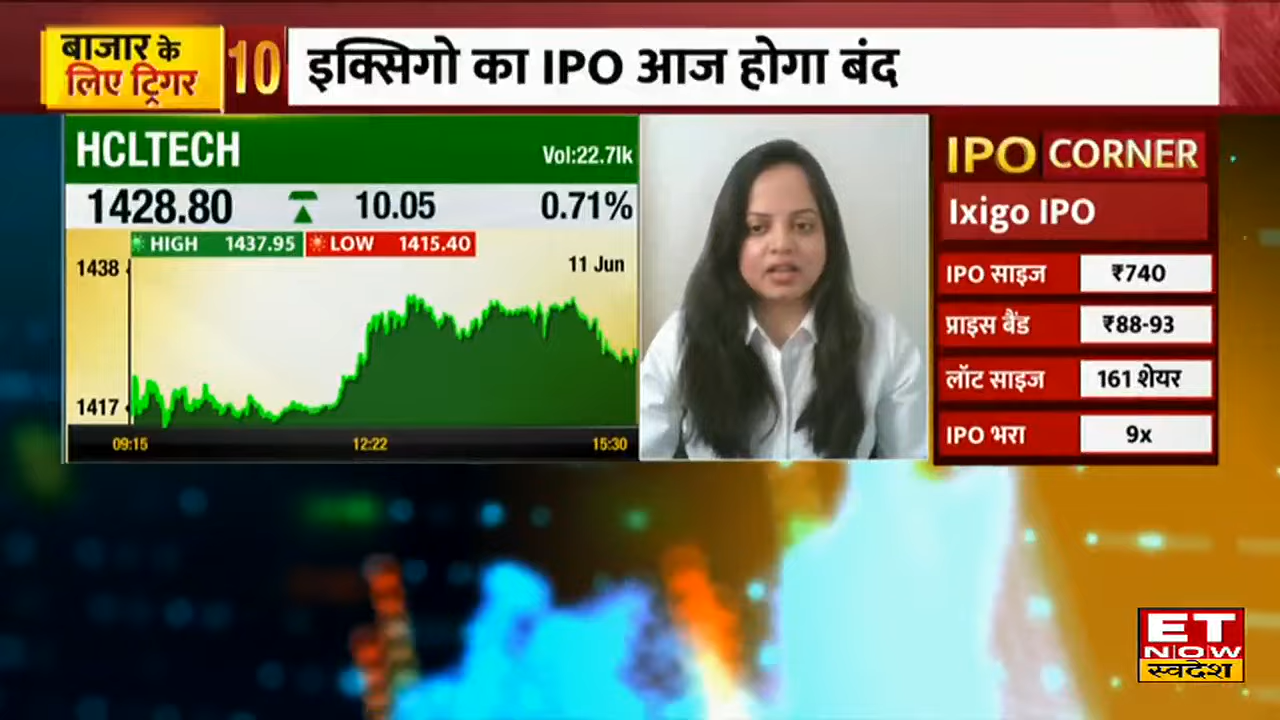 बाजार के
लिए ट्रिगर
10
इक्सिगो का IPO आज होगा बंद
HCLTECH
Vol:22.71k
1428.80 10.05 0.71%
HIGH 1437.95 LOW 1415.40
1438
11 Jun
1417
09:15 12:22 15:30
IPO CORNER
Ixigo IPO
IPO साइज ₹740
प्राइस बैंड ₹88-93
लॉट साइज 161 शेयर
IPO भरा 9x
ET
NOW
स्वदेश